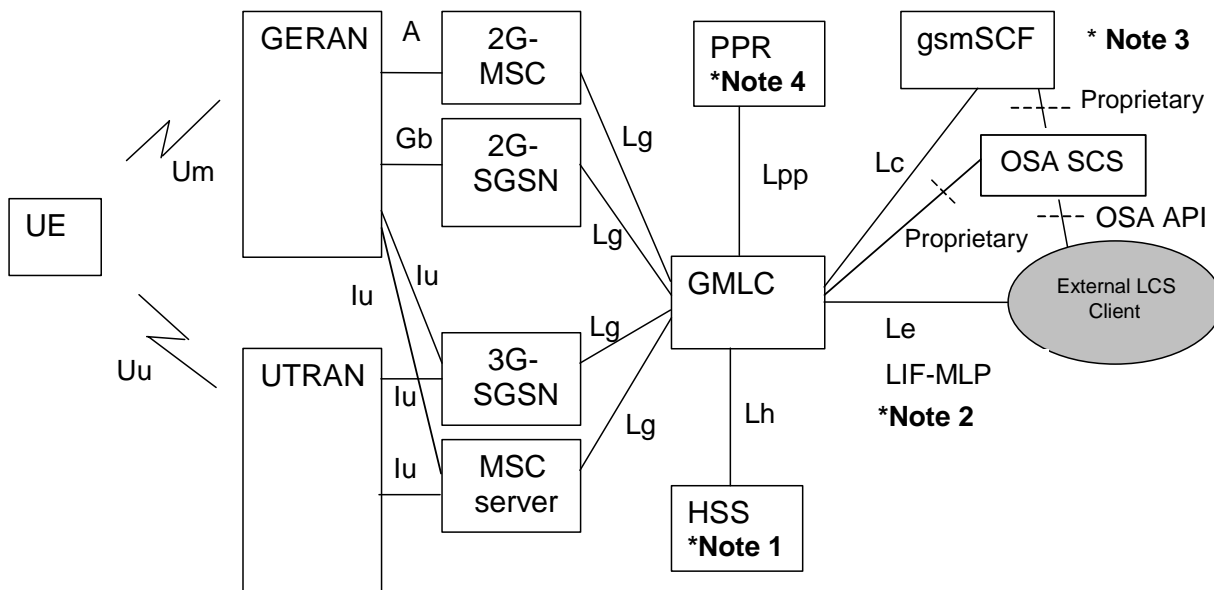 GERAN
A
2G-
MSC
PPR
*Note 4
gsmSCF
* Note 3
Proprietary
Gb
2G-
SGSN
Lg
Um
Lpp
Lc
OSA SCS
UE
Lg
Proprietary
OSA API
Iu
Iu
GMLC
External LCS
Client
Uu
UTRAN
Iu
3G-
SGSN
Lg
Le
LIF-MLP
*Note 2
Lg
Lh
Iu
MSC
server
HSS
*Note 1